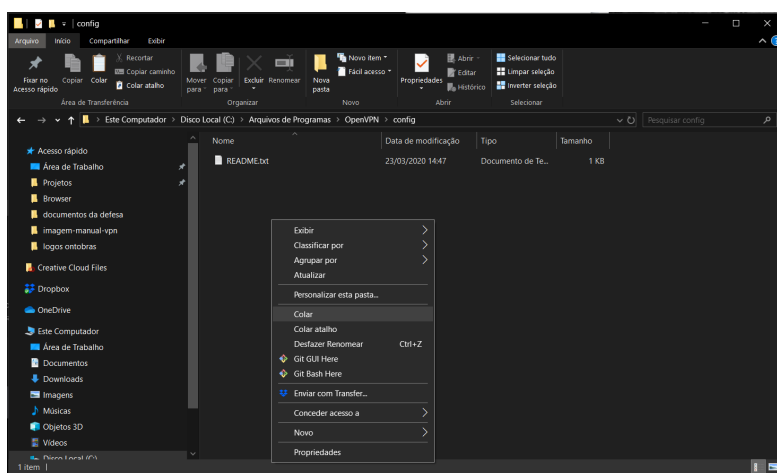 config
Arquivo Início Compartilhar Exibir
Fixar no Acesso rápido
Copiar
Colar
Recortar
Copiar caminho
Colar atalho
Mover para
Copiar para
Excluir
Renomear
Nova pasta
Novo item
Fácil acesso
Propriedades
Abrir
Editar
Histórico
Selecionar tudo
Limpar seleção
Inverter seleção
Área de Transferência Organizar Novo Abrir Selecionar
Este Computador > Disco Local (C:) > Arquivos de Programas > OpenVPN > config
Pesquisar config
Nome Data de modificação Tipo Tamanho
README.txt 23/03/2020 14:47 Documento de Te... 1 KB
Acesso rápido
Área de Trabalho
Projetos
Browser
documentos da defesa
imagem-manual-vpn
logos ontobras
Creative Cloud Files
Dropbox
OneDrive
Este Computador
Área de Trabalho
Documentos
Downloads
Imagens
Músicas
Objetos 3D
Vídeos
Disco Local (C:)
Exibir
Classificar por
Agrupar por
Atualizar
Personalizar esta pasta...
Colar
Colar atalho
Desfazer Renomear Ctrl+Z
Git GUI Here
Git Bash Here
Enviar com Transfer...
Conceder acesso a
Novo
Propriedades
1 item